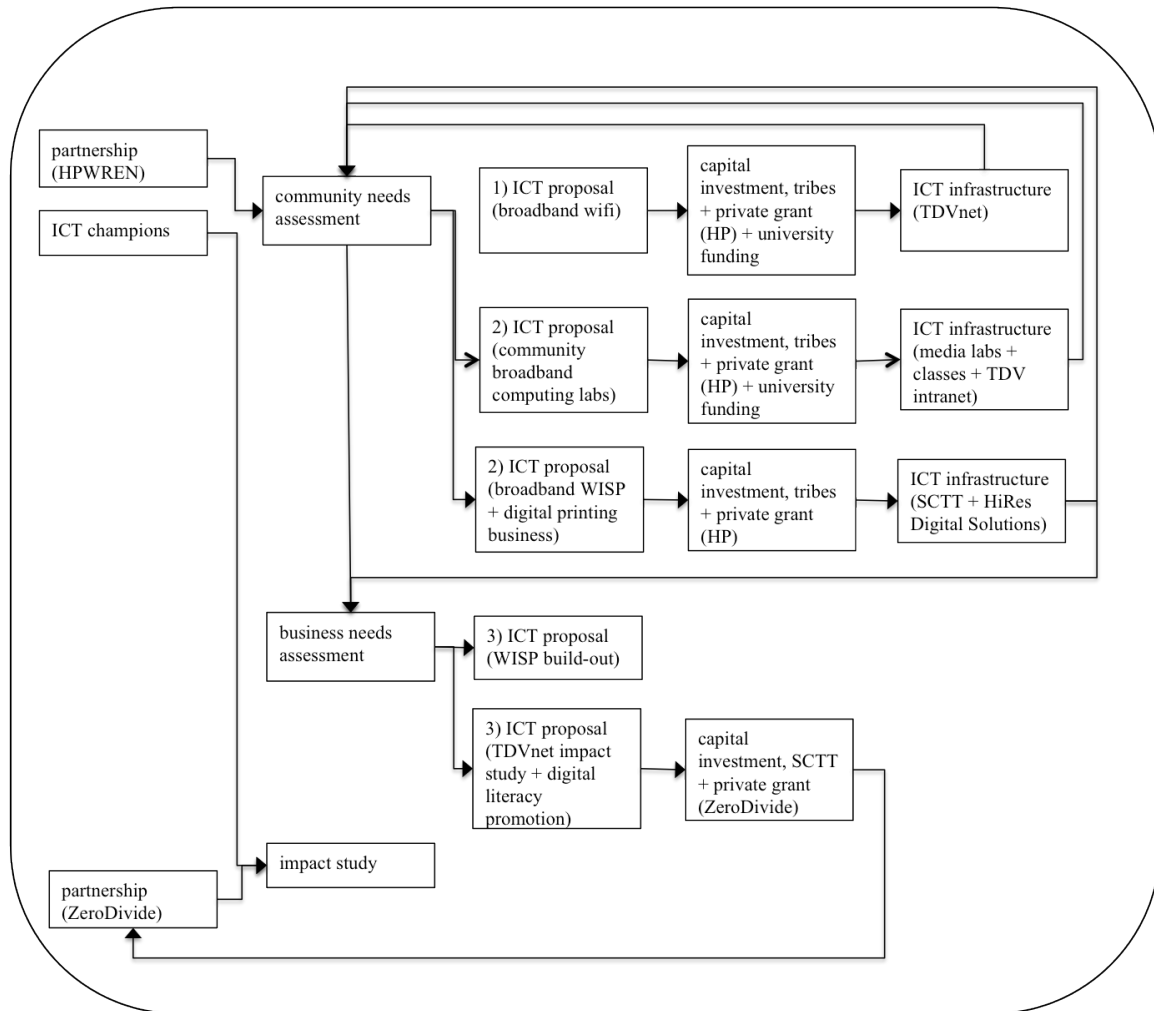 partnership
(HPWREN)
ICT champions
community needs
assessment
1) ICT proposal
(broadband wifi)
capital
investment, tribes
+ private grant
(HP) + university
funding
ICT infrastructure
(TDVnet)
2) ICT proposal
(community
broadband
computing labs)
capital
investment, tribes
+ private grant
(HP) + university
funding
ICT infrastructure
(media labs +
classes + TDV
intranet)
2) ICT proposal
(broadband WISP
+ digital printing
business)
capital
investment, tribes
+ private grant
(HP)
ICT infrastructure
(SCTT + HiRes
Digital Solutions)
business needs
assessment
3) ICT proposal
(WISP build-out)
3) ICT proposal
(TDVnet impact
study + digital
literacy
promotion)
capital
investment, SCTT
+ private grant
(ZeroDivide)
impact study
partnership
(ZeroDivide)